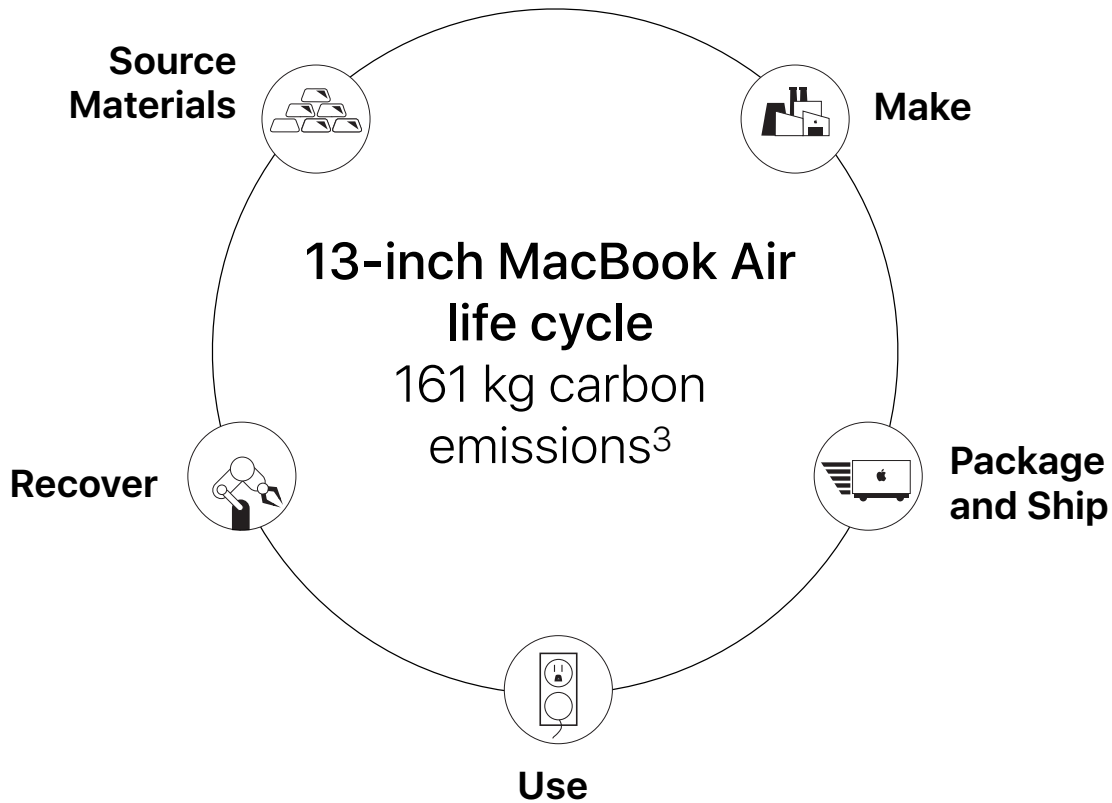 Source
Materials
Make
13-inch MacBook Air
life cycle
161 kg carbon
emissions³
Recover
Package
and Ship
Use